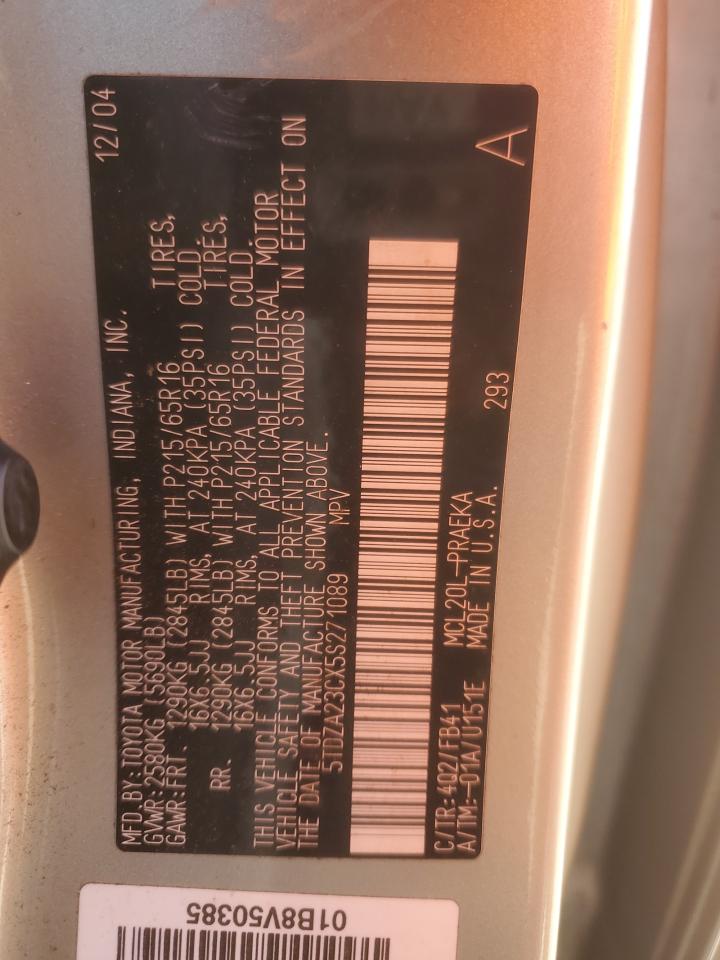 MFD. BY: TOYOTA MOTOR MANUFACTURING, INDIANA, INC. 12/04
GVWR: 2580KG (5690LB)
GAWR: FRT. 1290KG (2845LB) WITH P215/65R16 TIRES,
16X6.5JJ RIMS, AT 240KPA (35PSI) COLD.
RR. 1290KG (2845LB) WITH P215/65R16 TIRES,
16X6.5JJ RIMS, AT 240KPA (35PSI) COLD.
THIS VEHICLE CONFORMS TO ALL APPLICABLE FEDERAL MOTOR
VEHICLE SAFETY AND THEFT PREVENTION STANDARDS IN EFFECT ON
THE DATE OF MANUFACTURE SHOWN ABOVE.
5TDZA23CX5S271089 MPV
C/TR:4Q2/FB41 MCL20L-PRAEKA
A/TM:-01A/U151E MADE IN U.S.A. 293 A
01B8V50385